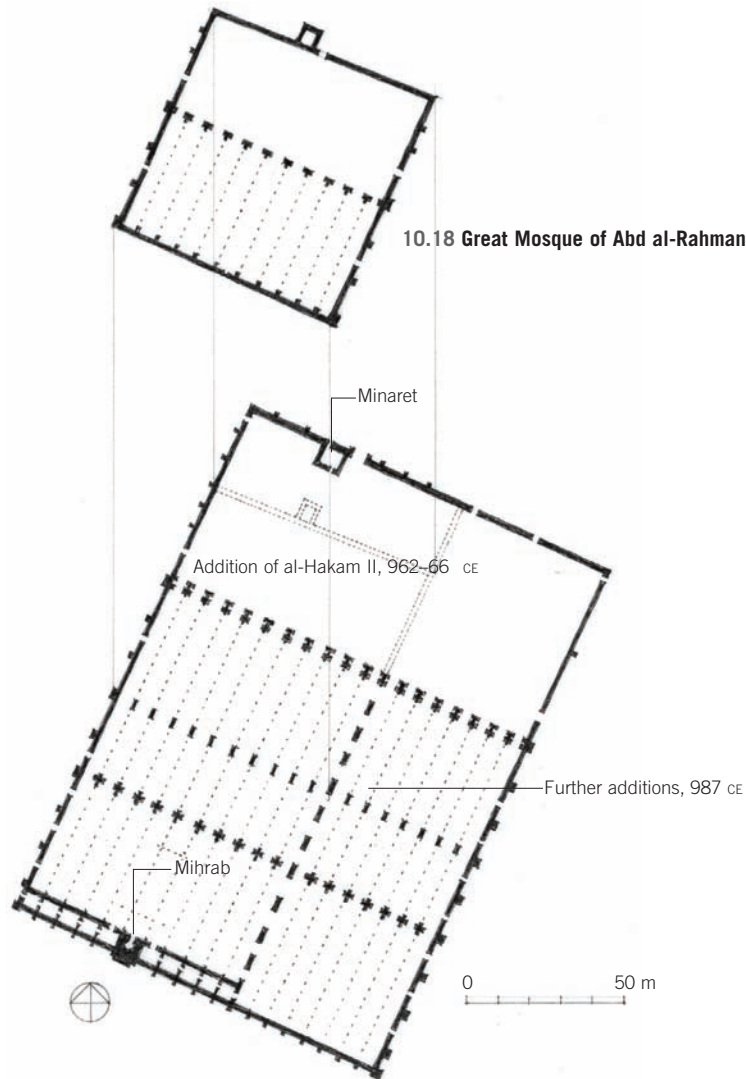 10.18 Great Mosque of Abd al-Rahman
Minaret
Addition of al-Hakam II, 962–66 CE
Further additions, 987 CE
Mihrab
0 50 m